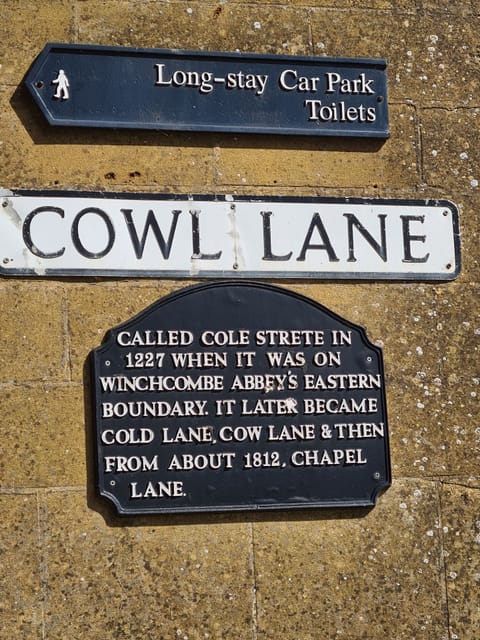 Long-stay Car Park
Toilets
COWL LANE
CALLED COLE STRETE IN
1227 WHEN IT WAS ON
WINCHCOMBE ABBEY'S EASTERN
BOUNDARY. IT LATER BECAME
COLD LANE, COW LANE & THEN
FROM ABOUT 1812, CHAPEL
LANE.